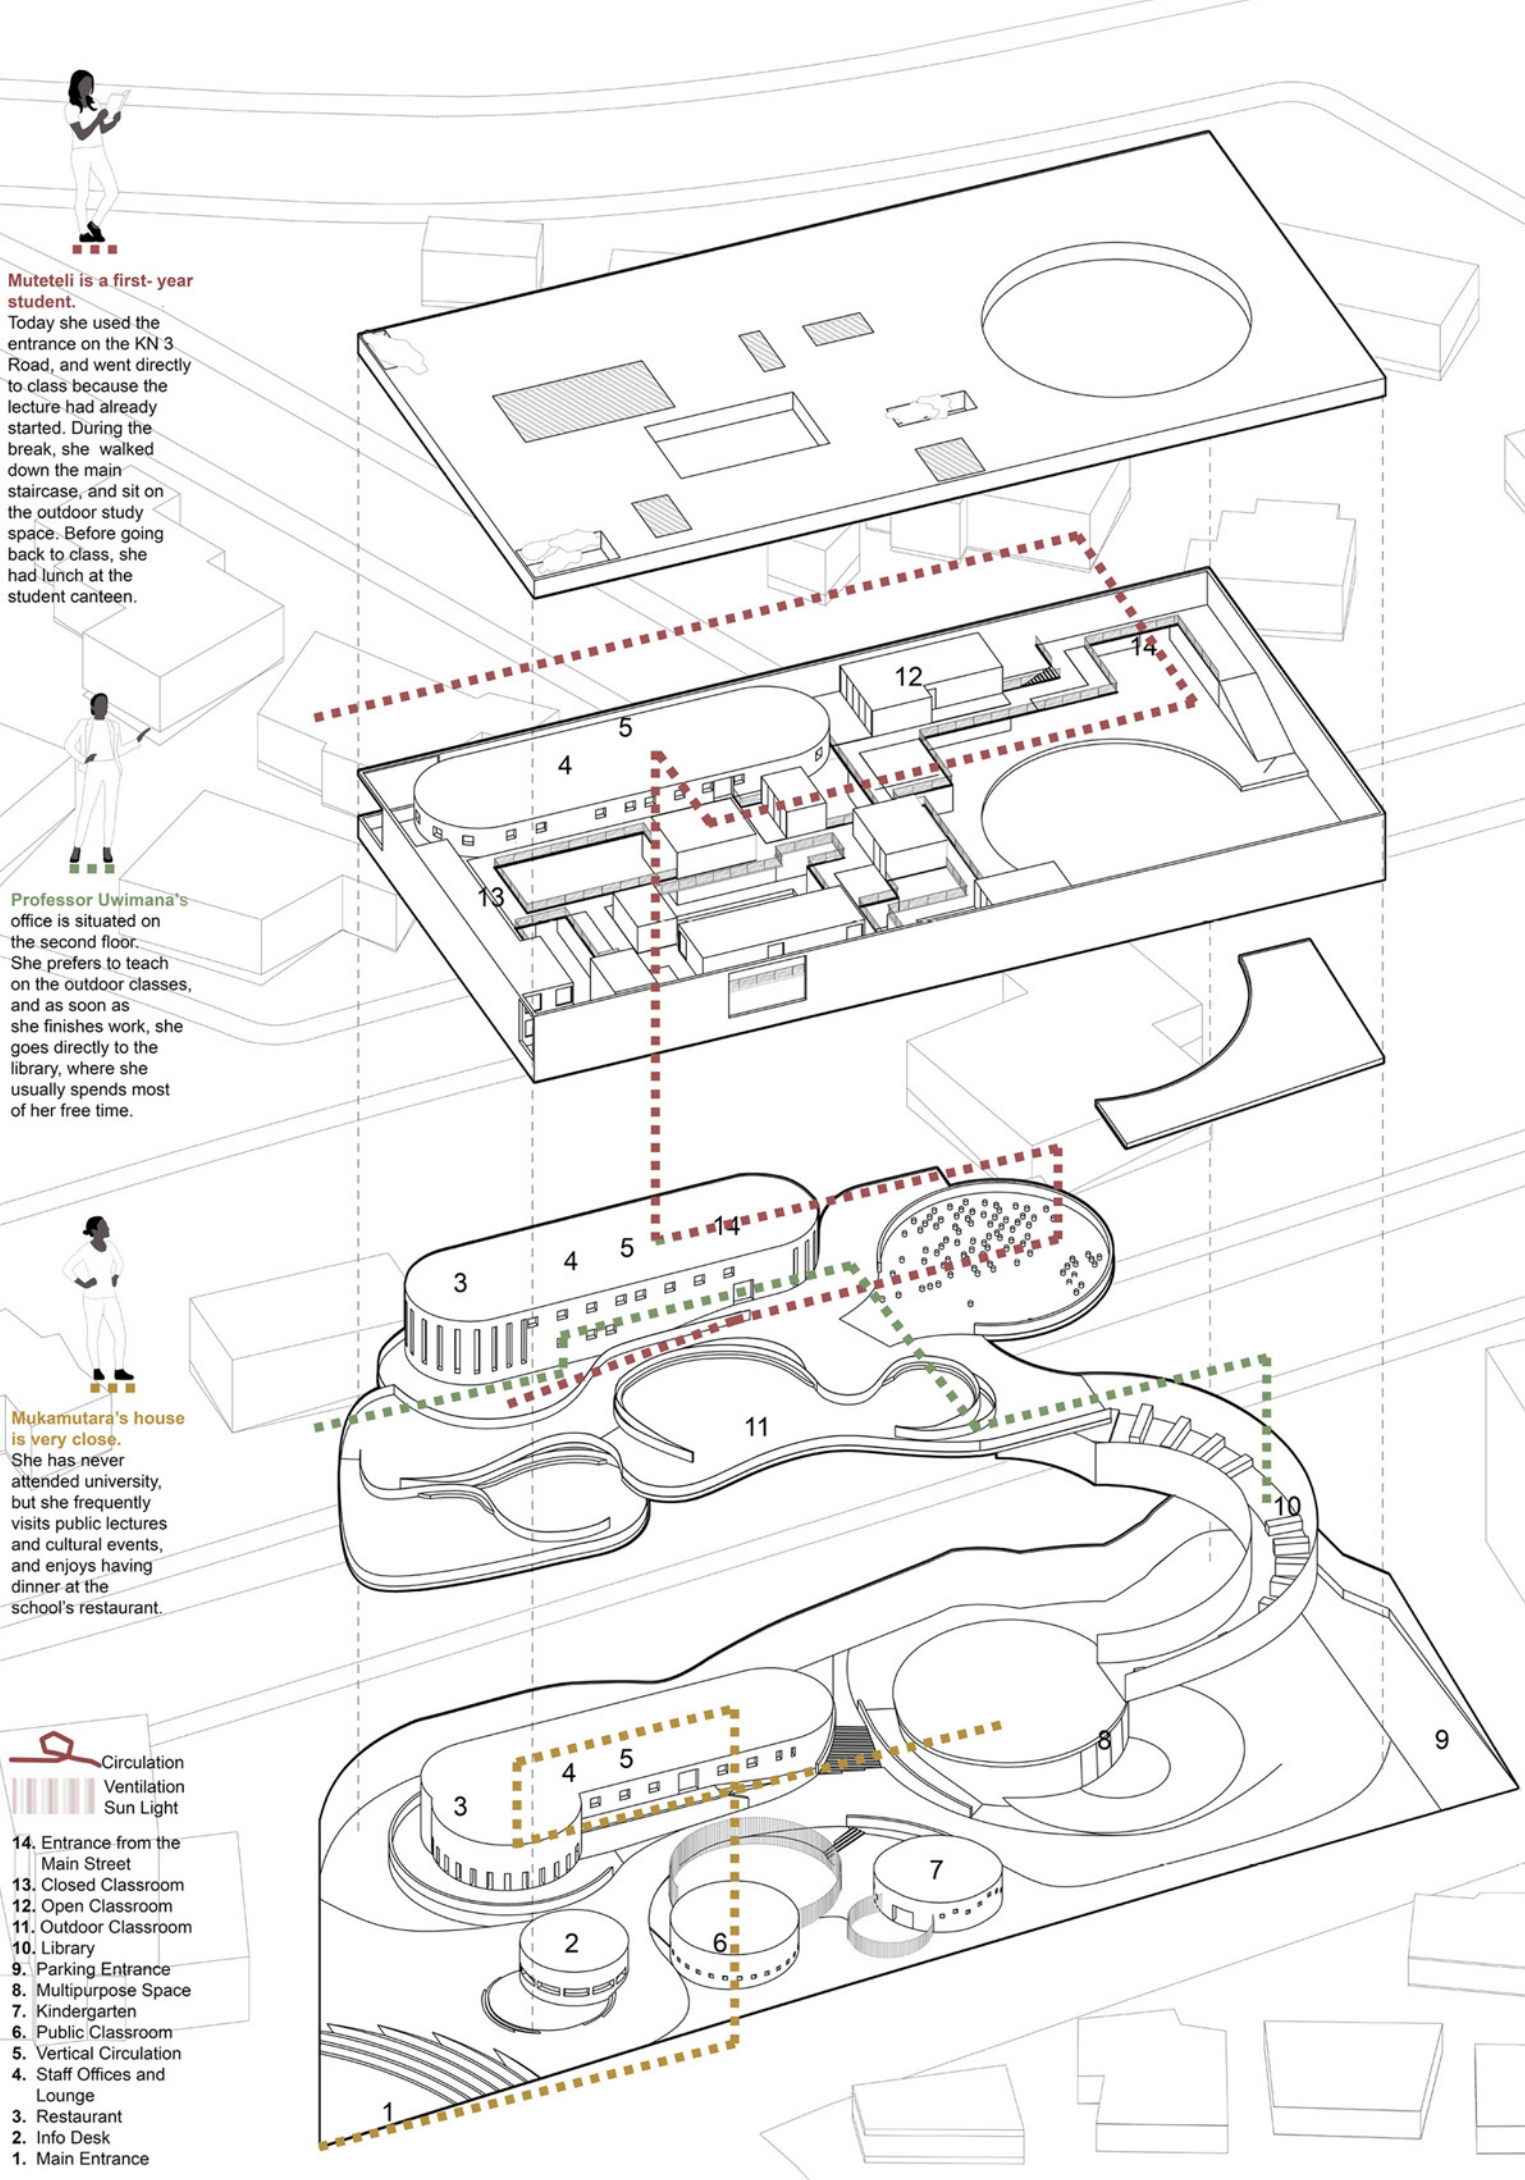 Muteteli is a first- year
student.
Today she used the
entrance on the KN 3
Road, and went directly
to class because the
lecture had already
started. During the
break, she walked
down the main
staircase, and sit on
the outdoor study
space. Before going
back to class, she
had lunch at the
student canteen.
Professor Uwimana's
office is situated on
the second floor.
She prefers to teach
on the outdoor classes,
and as soon as
she finishes work, she
goes directly to the
library, where she
usually spends most
of her free time.
Mukamutara's house
is very close.
She has never
attended university,
but she frequently
visits public lectures
and cultural events,
and enjoys having
dinner at the
school's restaurant.
Circulation
Ventilation
Sun Light
14. Entrance from the
Main Street
13. Closed Classroom
12. Open Classroom
11. Outdoor Classroom
10. Library
9. Parking Entrance
8. Multipurpose Space
7. Kindergarten
6. Public Classroom
5. Vertical Circulation
4. Staff Offices and
Lounge
3. Restaurant
2. Info Desk
1. Main Entrance
14
12
5
4
13
14
5
4
3
11
10
9
8
5
4
3
7
6
2
1